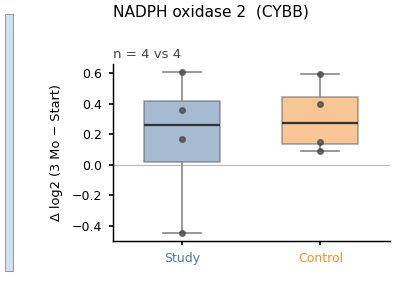 NADPH oxidase 2  (CYBB)
n = 4 vs 4
Δ log2 (3 Mo − Start)
0.6
0.4
0.2
0.0
−0.2
−0.4
Study
Control